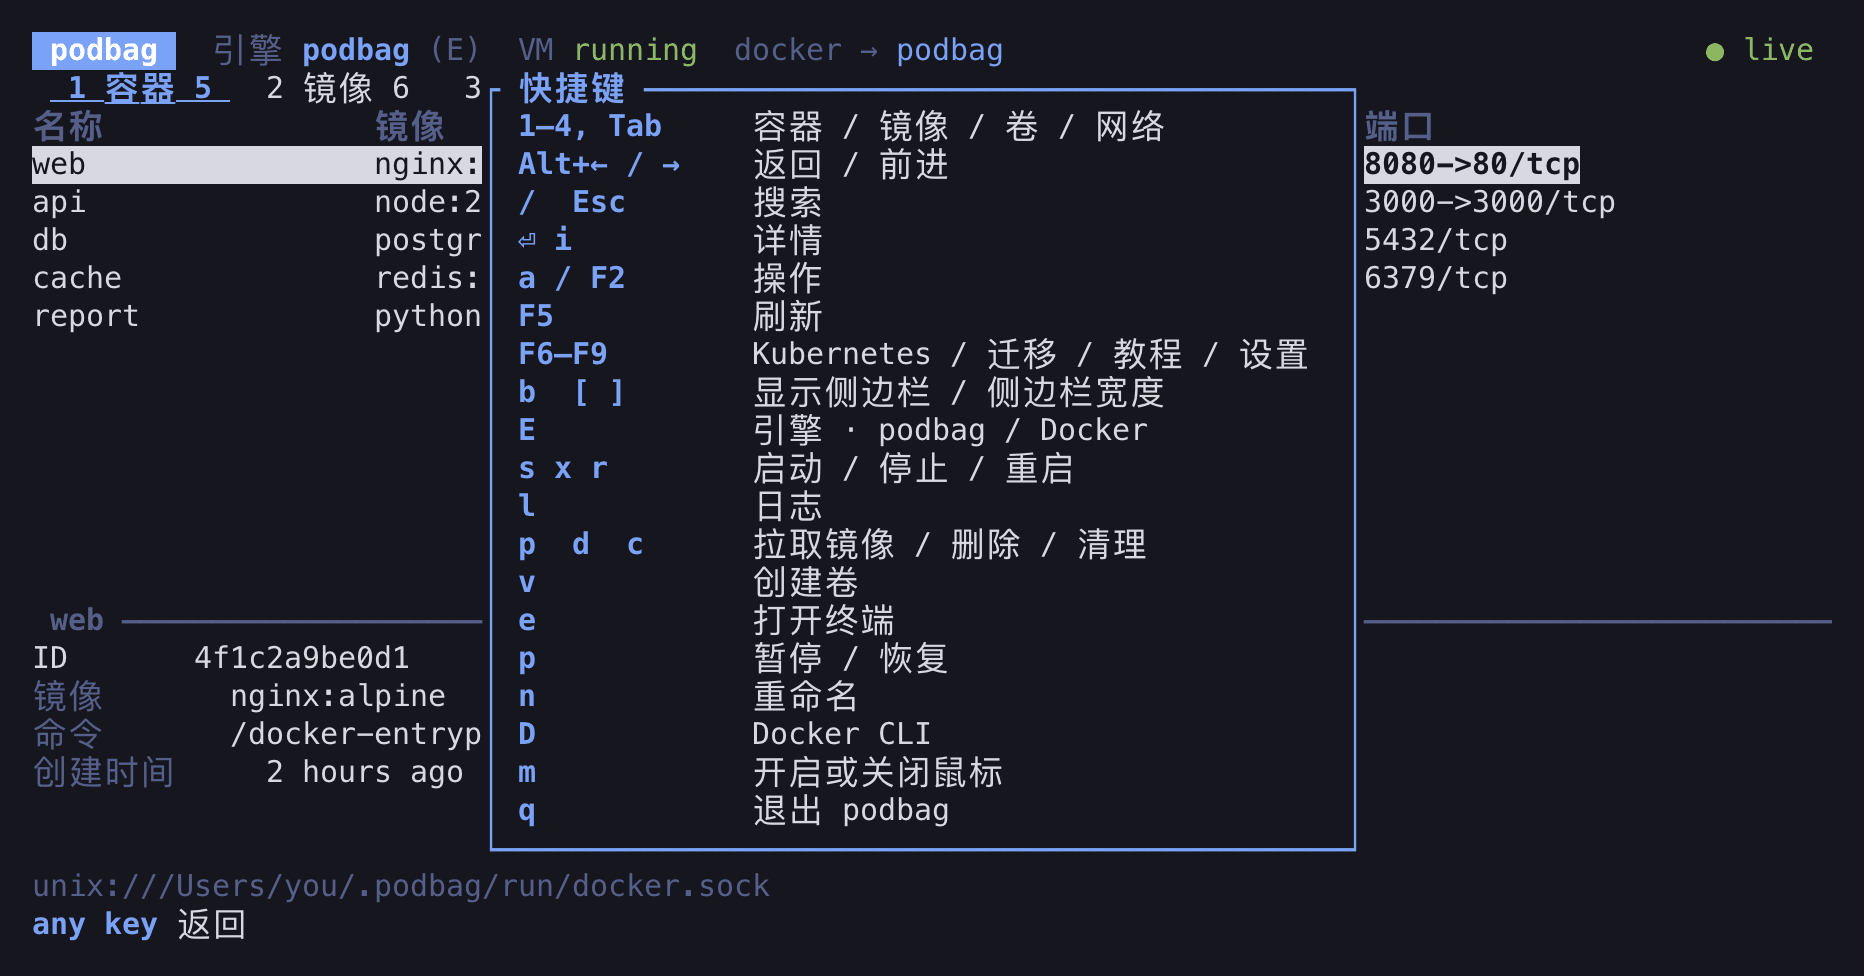 podbag 引擎 podbag (E) VM running docker → podbag ● live
1 容器 5 2 镜像 6 3 快捷键
名称 镜像 1–4, Tab 容器 / 镜像 / 卷 / 网络 端口
web nginx: Alt+← / → 返回 / 前进 8080->80/tcp
api node:2 / Esc 搜索 3000->3000/tcp
db postgr ⏎ i 详情 5432/tcp
cache redis: a / F2 操作 6379/tcp
report python F5 刷新
F6–F9 Kubernetes / 迁移 / 教程 / 设置
b [ ] 显示侧边栏 / 侧边栏宽度
E 引擎 · podbag / Docker
s x r 启动 / 停止 / 重启
l 日志
p d c 拉取镜像 / 删除 / 清理
v 创建卷
web e 打开终端
ID 4f1c2a9be0d1 p 暂停 / 恢复
镜像 nginx:alpine n 重命名
命令 /docker-entryp D Docker CLI
创建时间 2 hours ago m 开启或关闭鼠标
q 退出 podbag
unix:///Users/you/.podbag/run/docker.sock
any key 返回